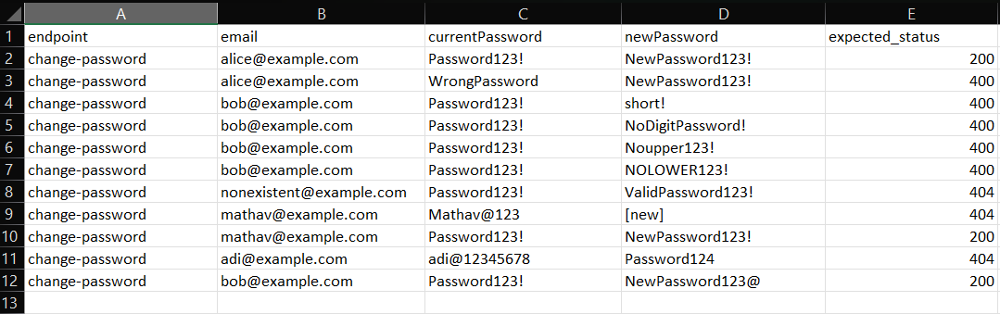 A B C D E
1 endpoint email currentPassword newPassword expected_status
2 change-password alice@example.com Password123! NewPassword123! 200
3 change-password alice@example.com WrongPassword NewPassword123! 400
4 change-password bob@example.com Password123! short! 400
5 change-password bob@example.com Password123! NoDigitPassword! 400
6 change-password bob@example.com Password123! Noupper123! 400
7 change-password bob@example.com Password123! NOLOWER123! 400
8 change-password nonexistent@example.com Password123! ValidPassword123! 404
9 change-password mathav@example.com Mathav@123 [new] 404
10 change-password mathav@example.com Password123! NewPassword123! 200
11 change-password adi@example.com adi@12345678 Password124 404
12 change-password bob@example.com Password123! NewPassword123@ 200
13